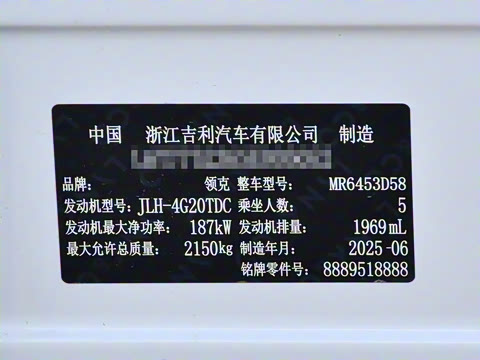 中国 浙江吉利汽车有限公司 制造
品牌: 领克 整车型号: MR6453D58
发动机型号: JLH-4G20TDC 乘坐人数: 5
发动机最大净功率: 187kW 发动机排量: 1969mL
最大允许总质量: 2150kg 制造年月: 2025-06
铭牌零件号: 8889518888